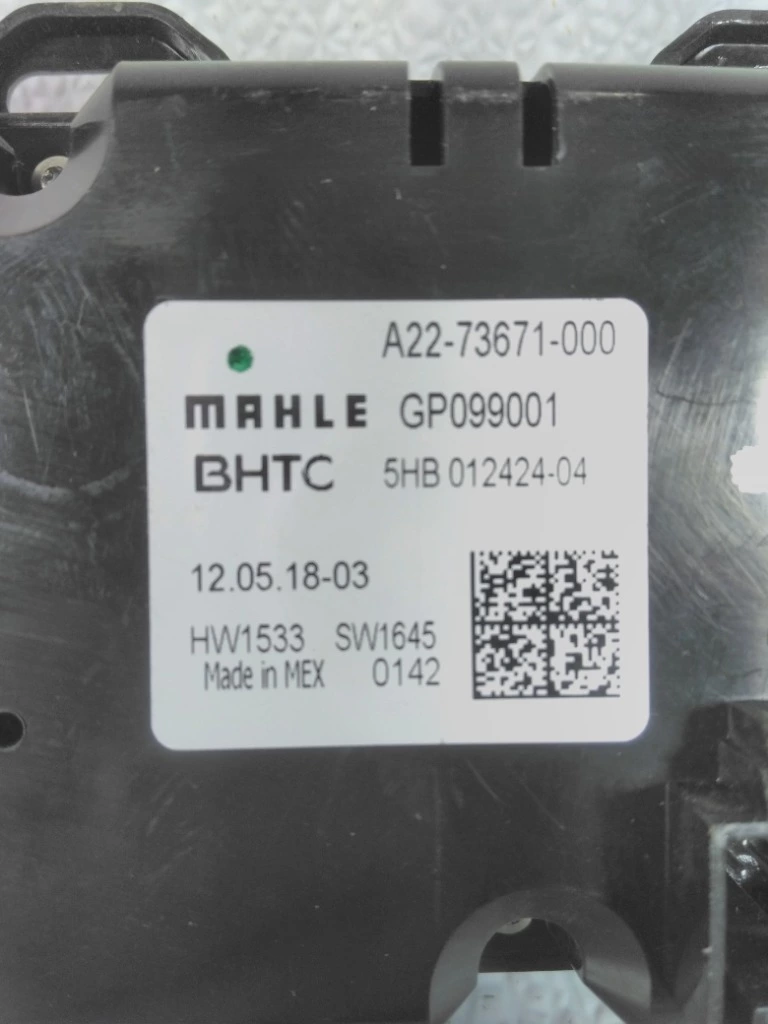 A22-73671-000
MAHLE GP099001
BHTC 5HB 012424-04
12.05.18-03
HW1533 SW1645
Made in MEX 0142